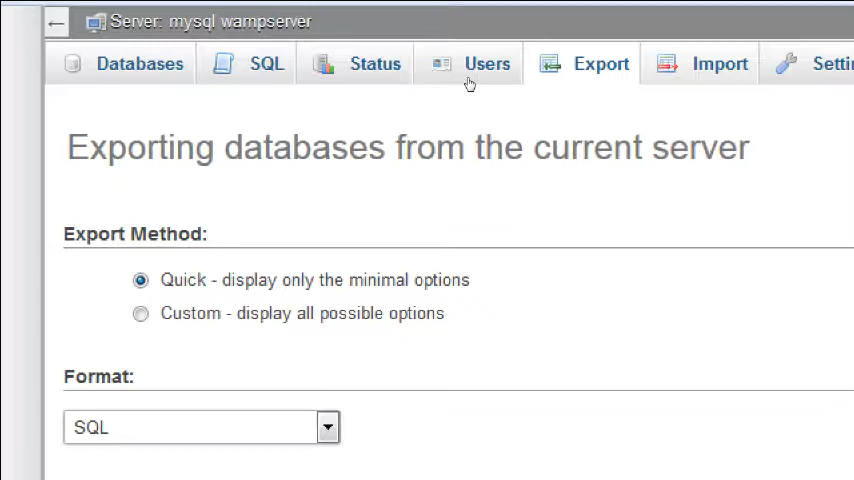 Server: mysql wampserver
Databases SQL Status Users Export Import
Exporting databases from the current server
Export Method:
Quick - display only the minimal options
Custom - display all possible options
Format:
SQL